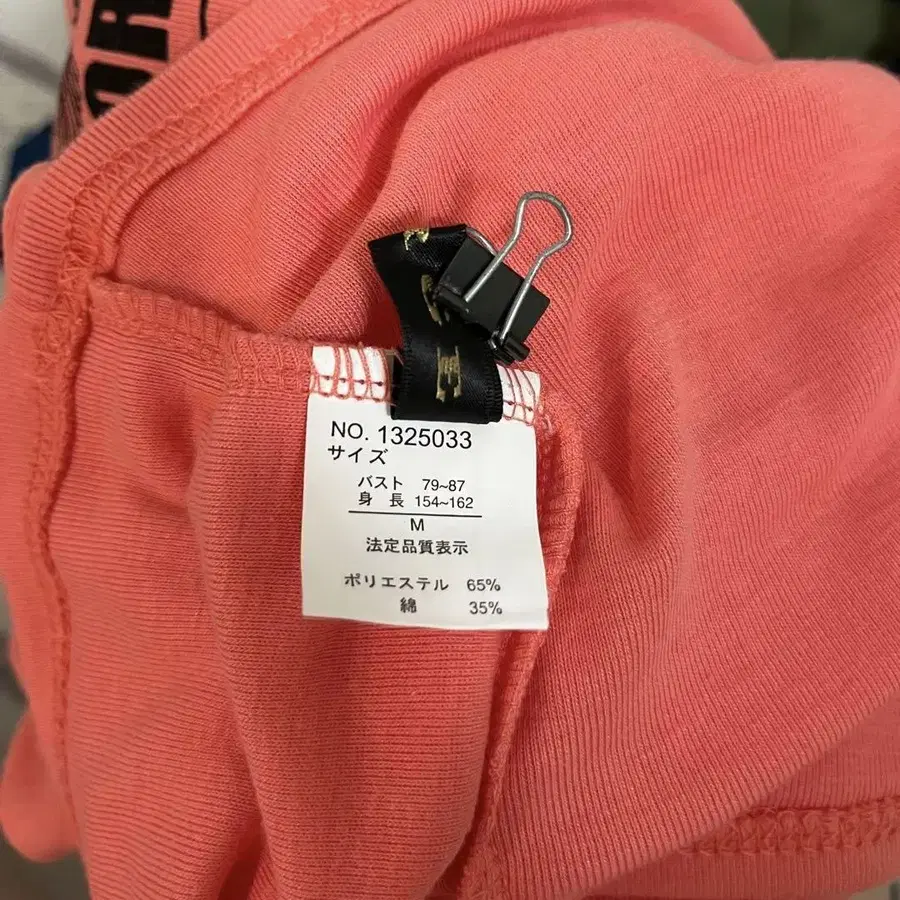 NO. 1325033
サイズ
バスト 79~87
身 長 154~162
M
法定品質表示
ポリエステル 65%
綿 35%